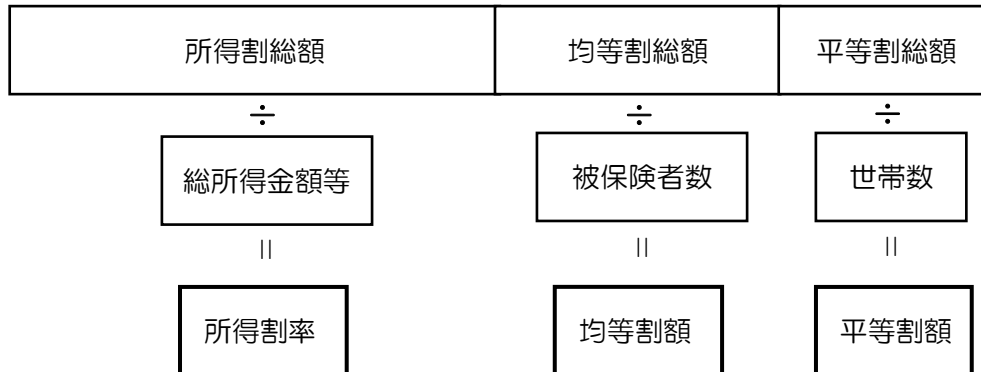 所得割総額 均等割総額 平等割総額
÷ ÷ ÷
総所得金額等 被保険者数 世帯数
＝ ＝ ＝
所得割率 均等割額 平等割額